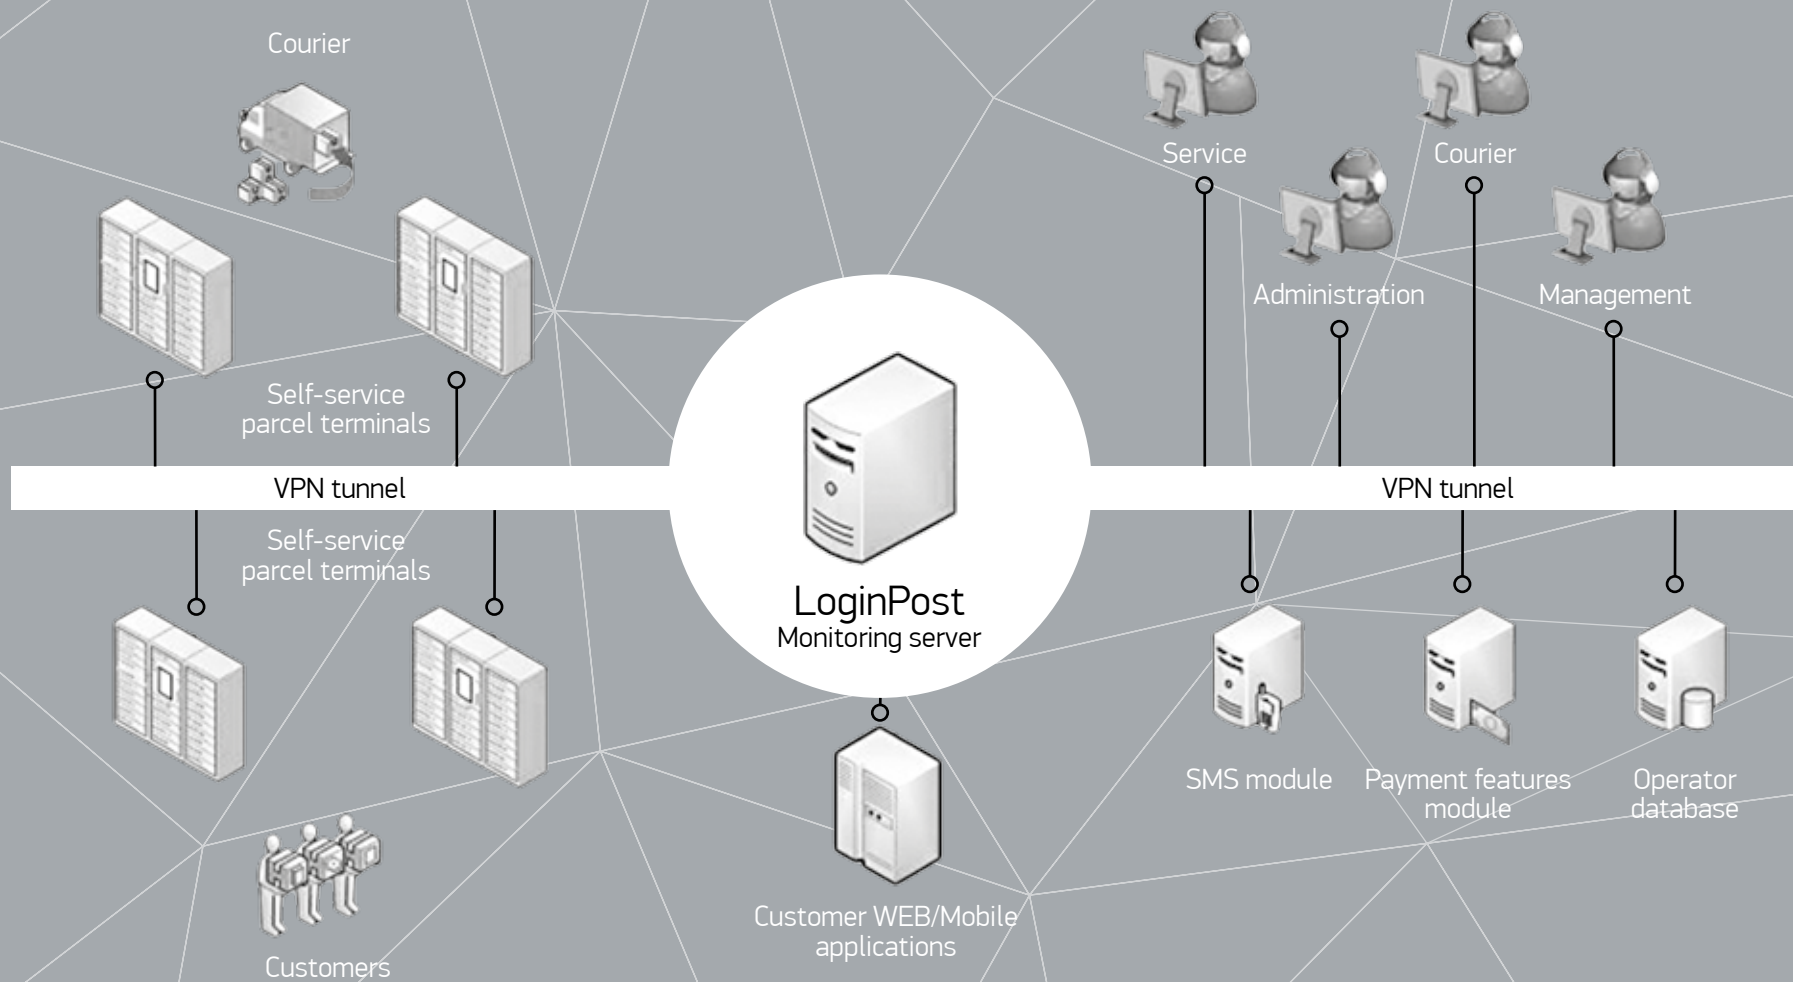 Courier
Service
Courier
Administration
Management
Self-service
parcel terminals
VPN tunnel
VPN tunnel
Self-service
parcel terminals
LoginPost
Monitoring server
SMS module
Payment features
module
Operator
database
Customer WEB/Mobile
applications
Customers